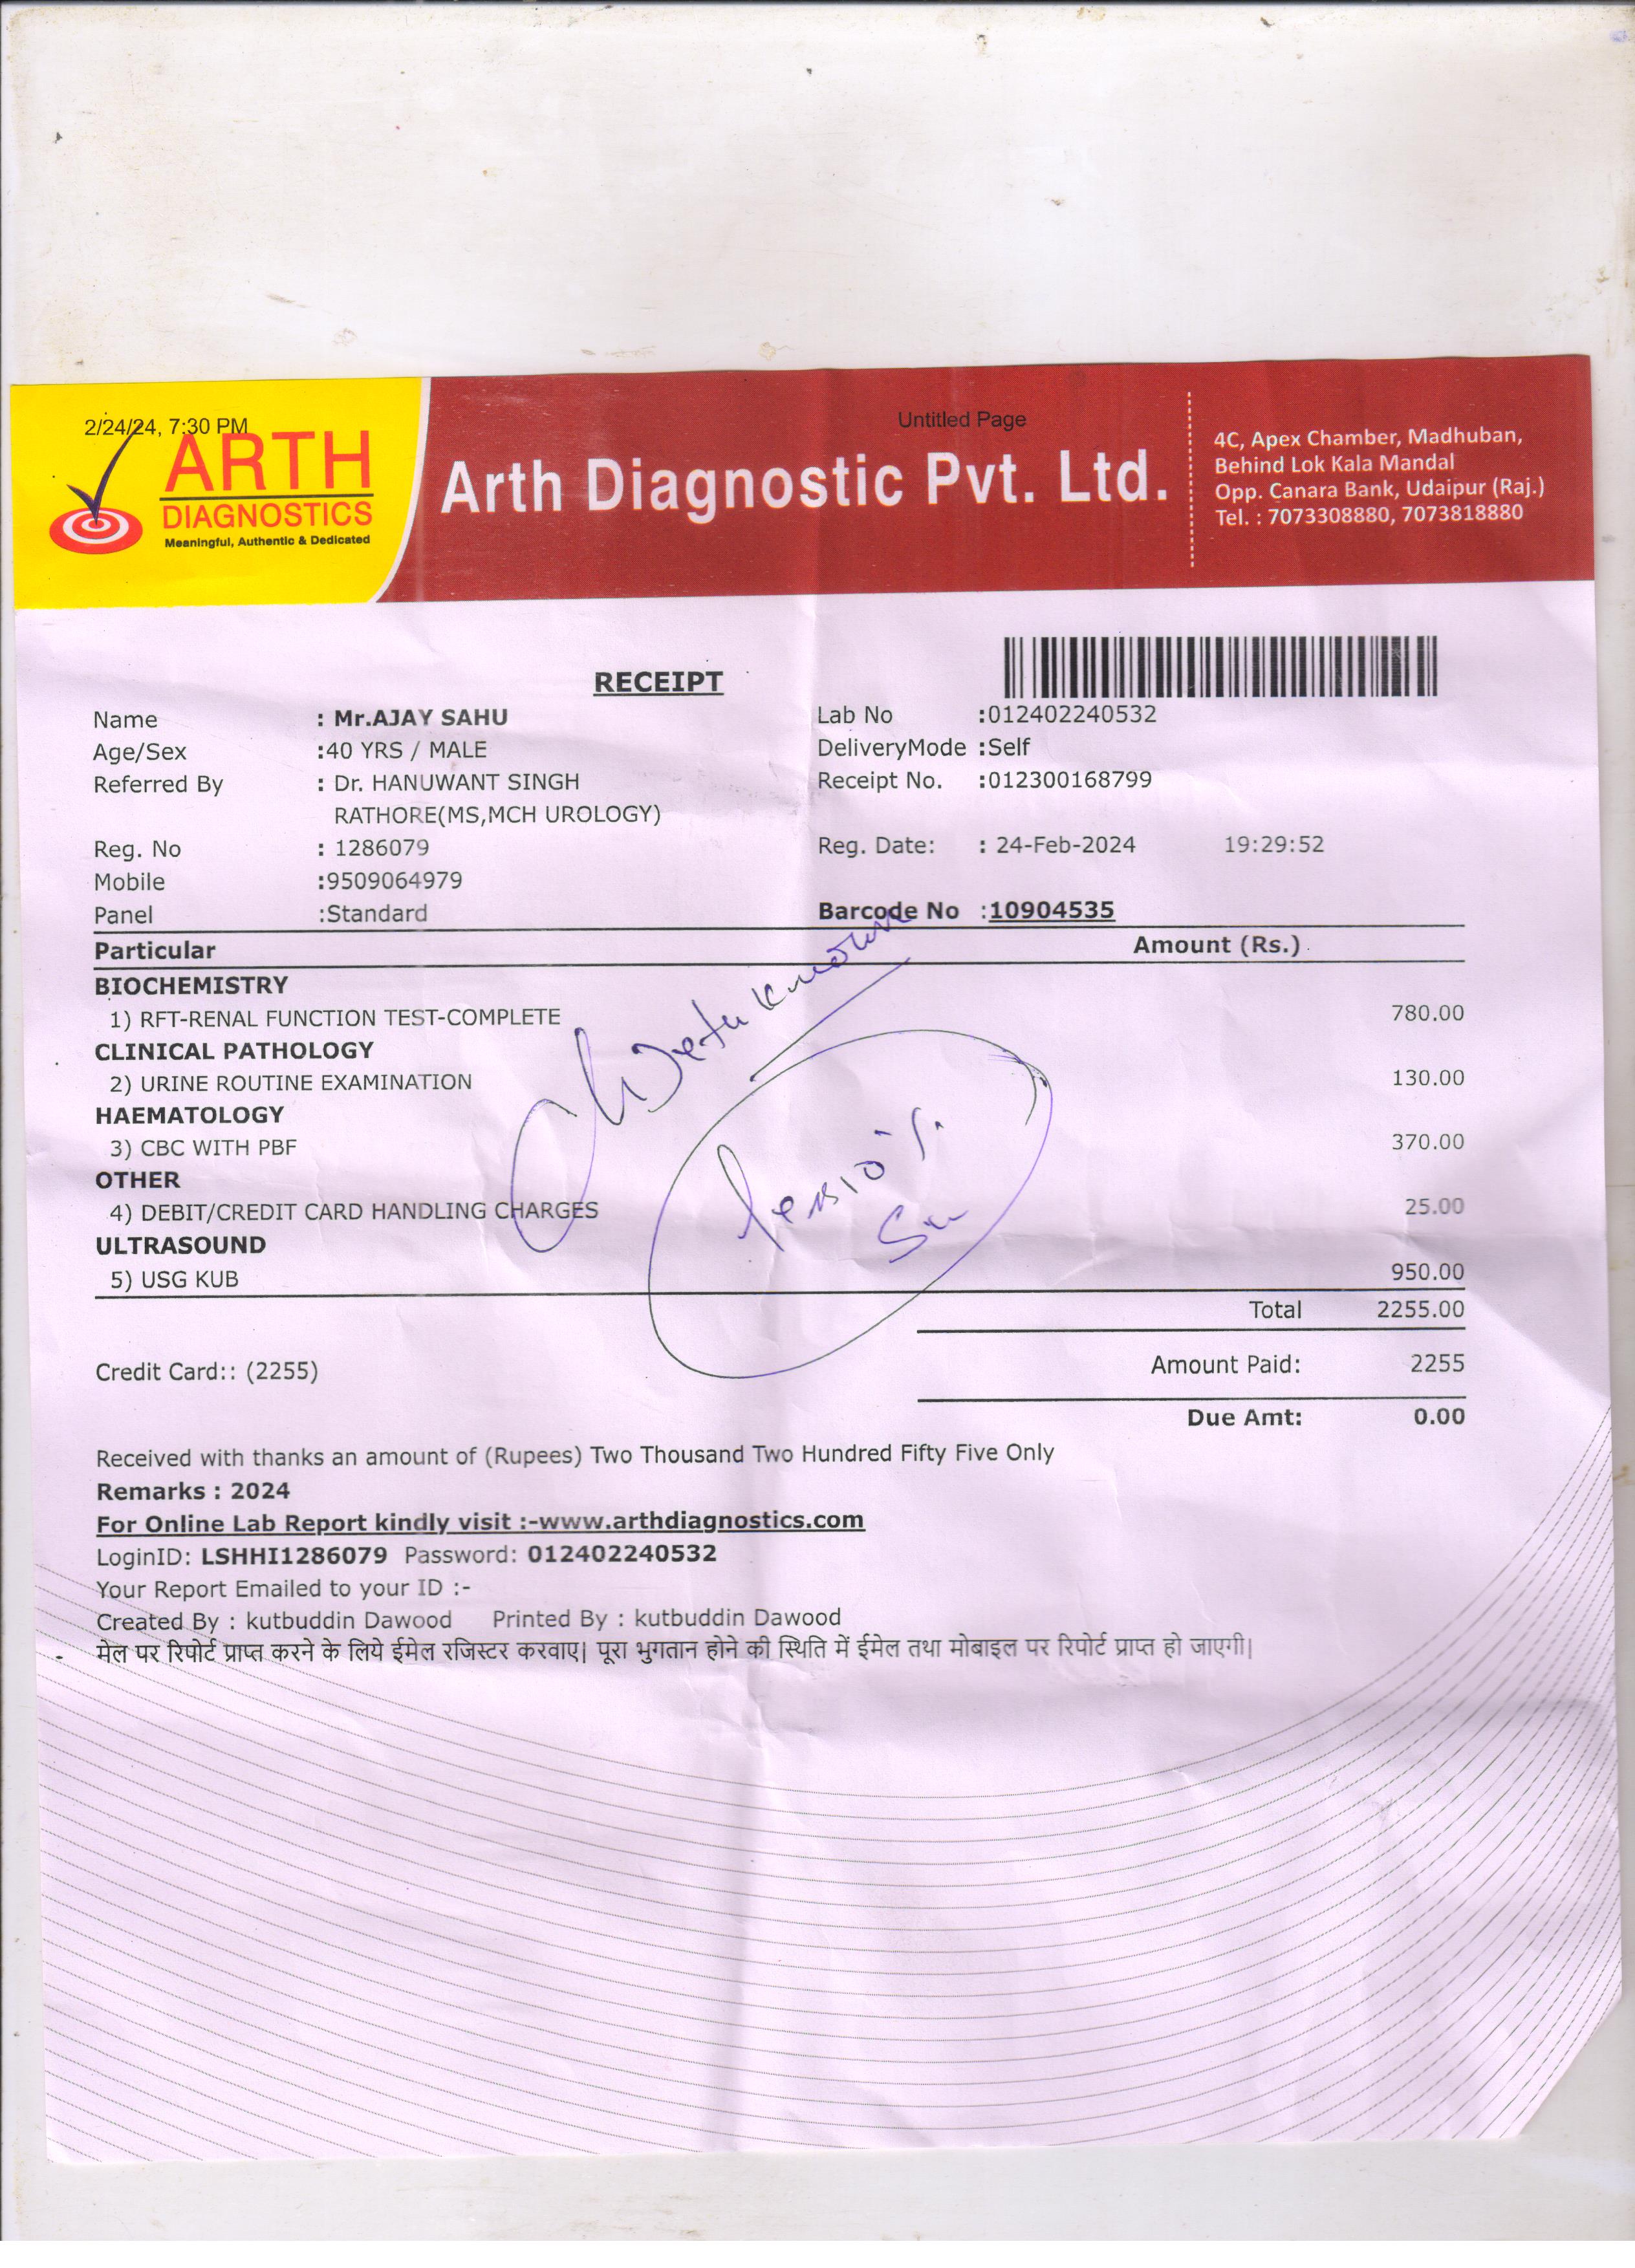 2/24/24, 7:30 PM
Untitled Page
ARTH
DIAGNOSTICS
Meaningful, Authentic & Dedicated
Arth Diagnostic Pvt. Ltd.
4C, Apex Chamber, Madhuban,
Behind Lok Kala Mandal
Opp. Canara Bank, Udaipur (Raj.)
Tel. : 7073308880, 7073818880
RECEIPT
Name : Mr.AJAY SAHU Lab No :012402240532
Age/Sex :40 YRS / MALE DeliveryMode :Self
Referred By : Dr. HANUWANT SINGH Receipt No. :012300168799
RATHORE(MS,MCH UROLOGY)
Reg. No : 1286079 Reg. Date: : 24-Feb-2024 19:29:52
Mobile :9509064979
Panel :Standard Barcode No :10904535
Particular Amount (Rs.)
BIOCHEMISTRY
1) RFT-RENAL FUNCTION TEST-COMPLETE 780.00
CLINICAL PATHOLOGY
2) URINE ROUTINE EXAMINATION 130.00
HAEMATOLOGY
3) CBC WITH PBF 370.00
OTHER
4) DEBIT/CREDIT CARD HANDLING CHARGES 25.00
ULTRASOUND
5) USG KUB 950.00
Total 2255.00
Credit Card:: (2255) Amount Paid: 2255
Due Amt: 0.00
Received with thanks an amount of (Rupees) Two Thousand Two Hundred Fifty Five Only
Remarks : 2024
For Online Lab Report kindly visit :-www.arthdiagnostics.com
LoginID: LSHHI1286079 Password: 012402240532
Your Report Emailed to your ID :-
Created By : kutbuddin Dawood Printed By : kutbuddin Dawood
मेल पर रिपोर्ट प्राप्त करने के लिये ईमेल रजिस्टर करवाए| पूरा भुगतान होने की स्थिति में ईमेल तथा मोबाइल पर रिपोर्ट प्राप्त हो जाएगी|